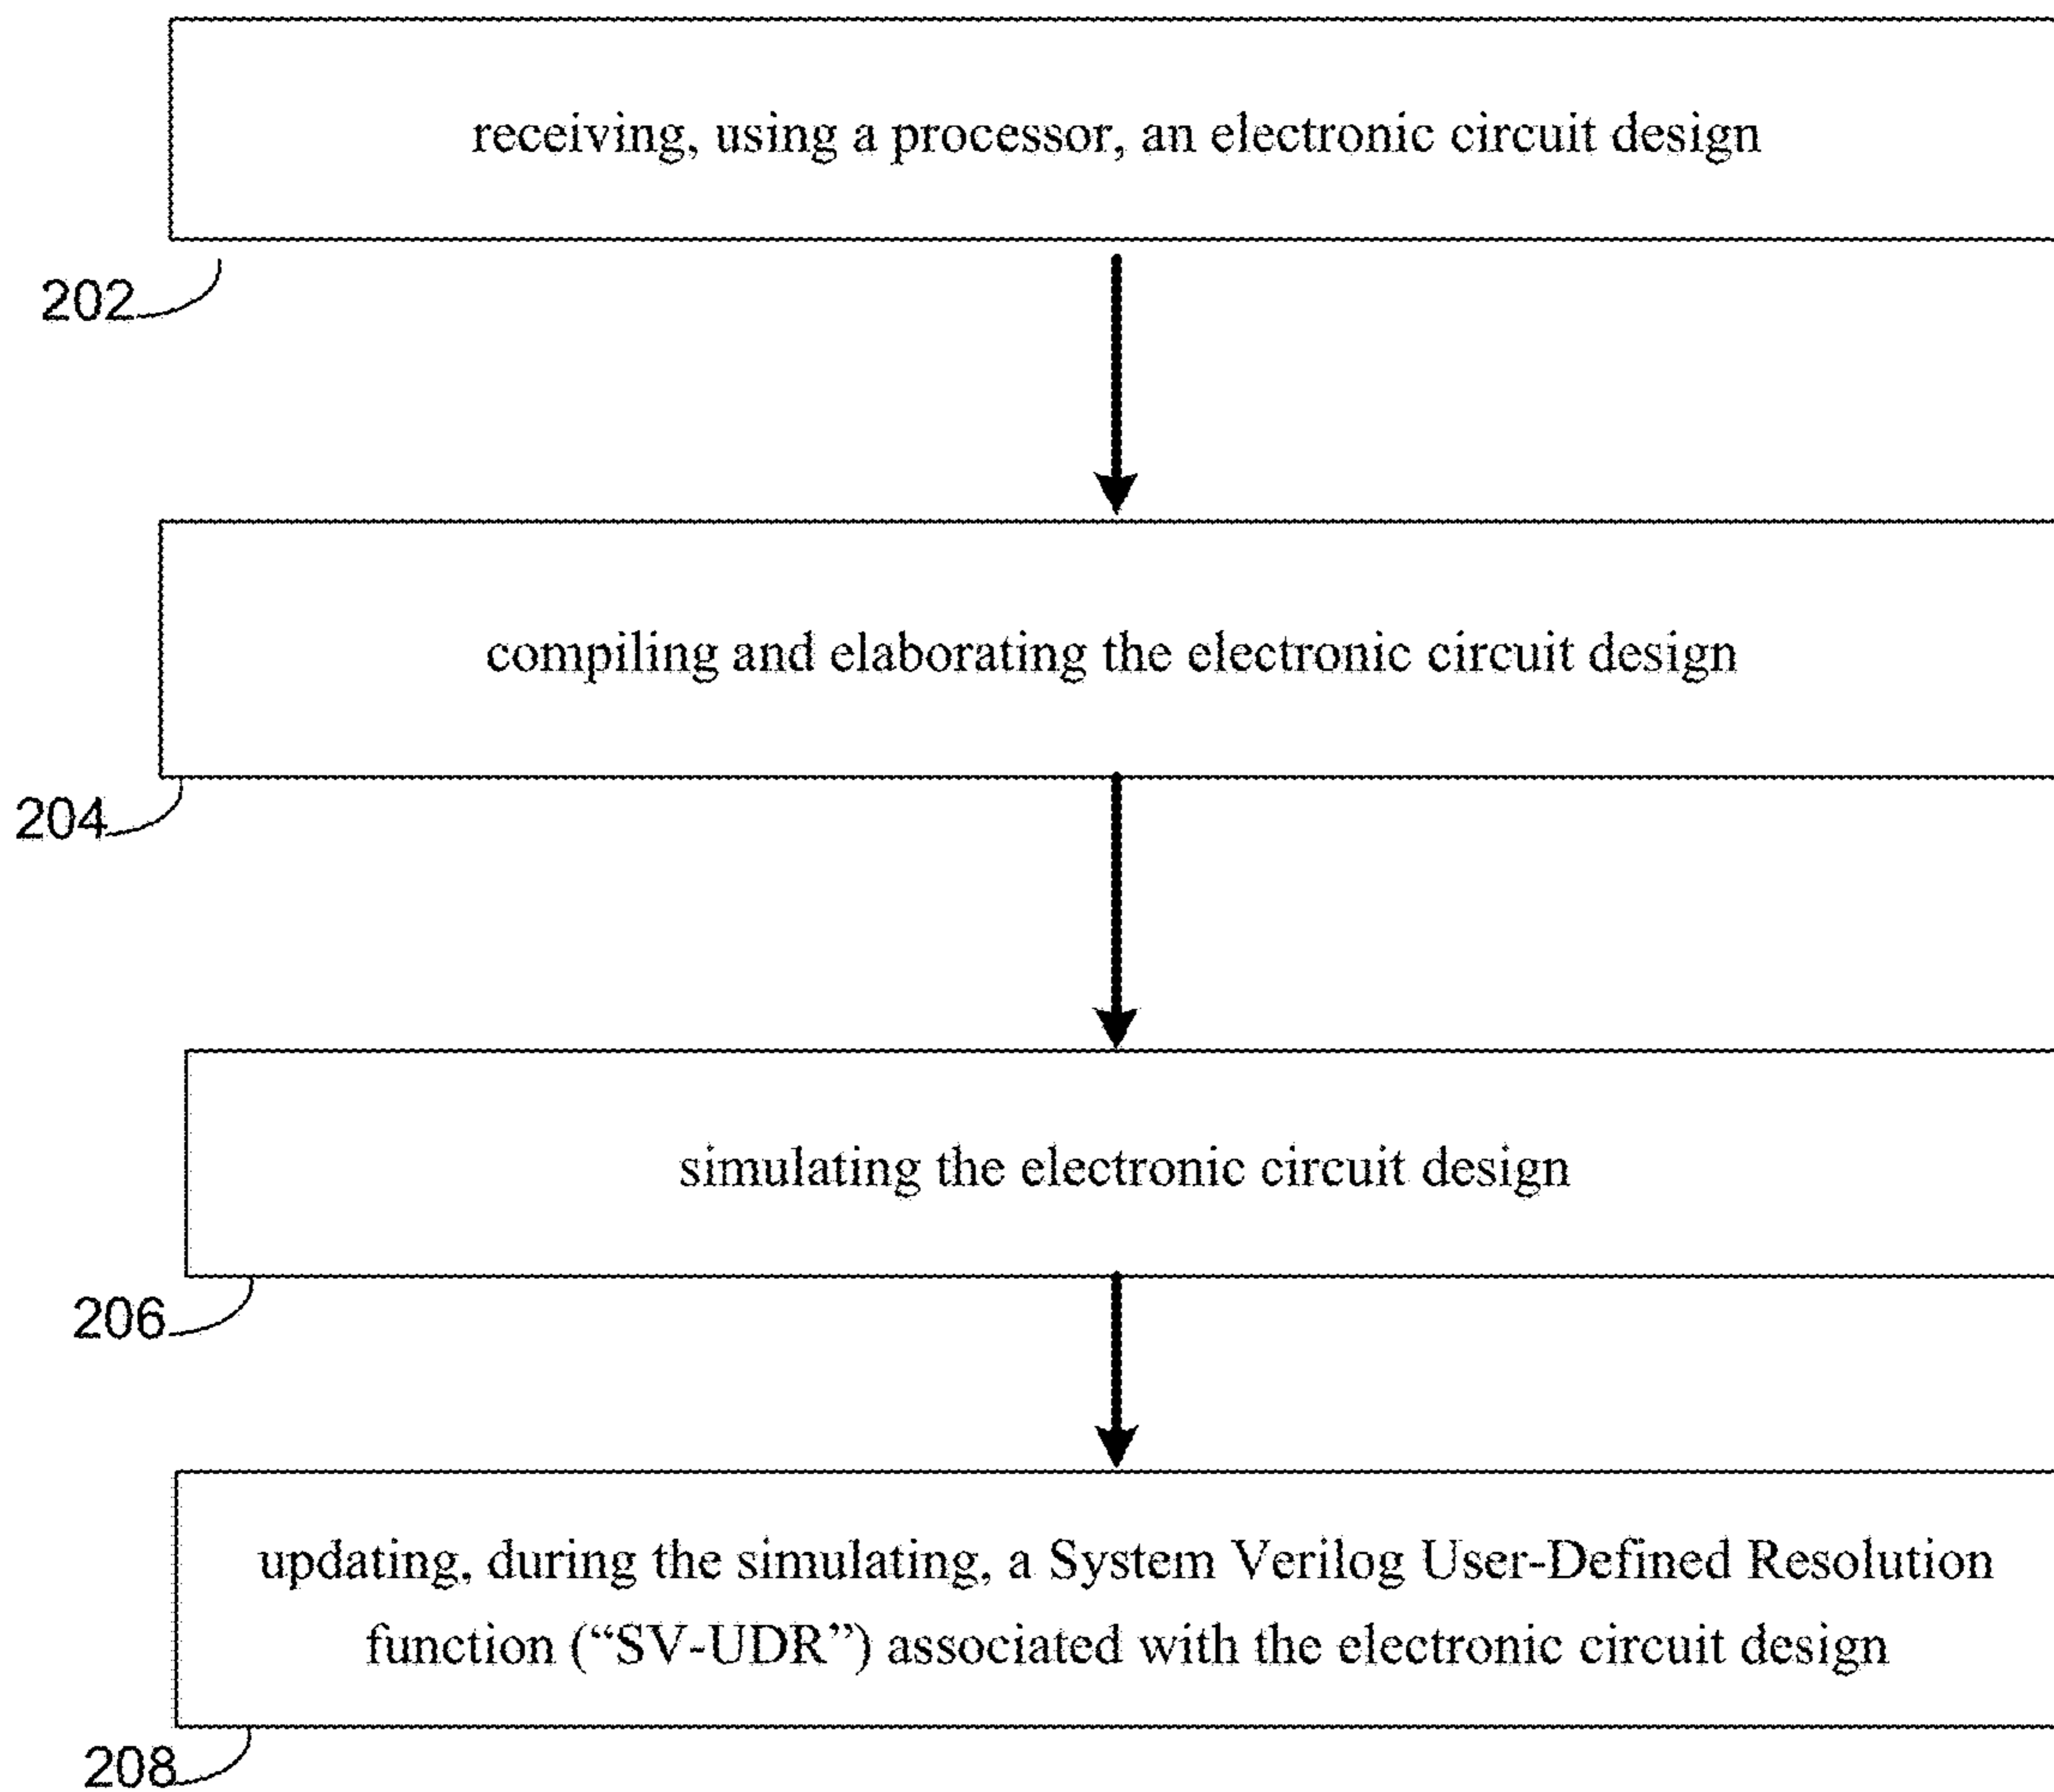 receiving, using a processor, an electronic circuit design
202
compiling and elaborating the electronic circuit design
204
simulating the electronic circuit design
206
updating, during the simulating, a System Verilog User-Defined Resolution
function (“SV-UDR”) associated with the electronic circuit design
208